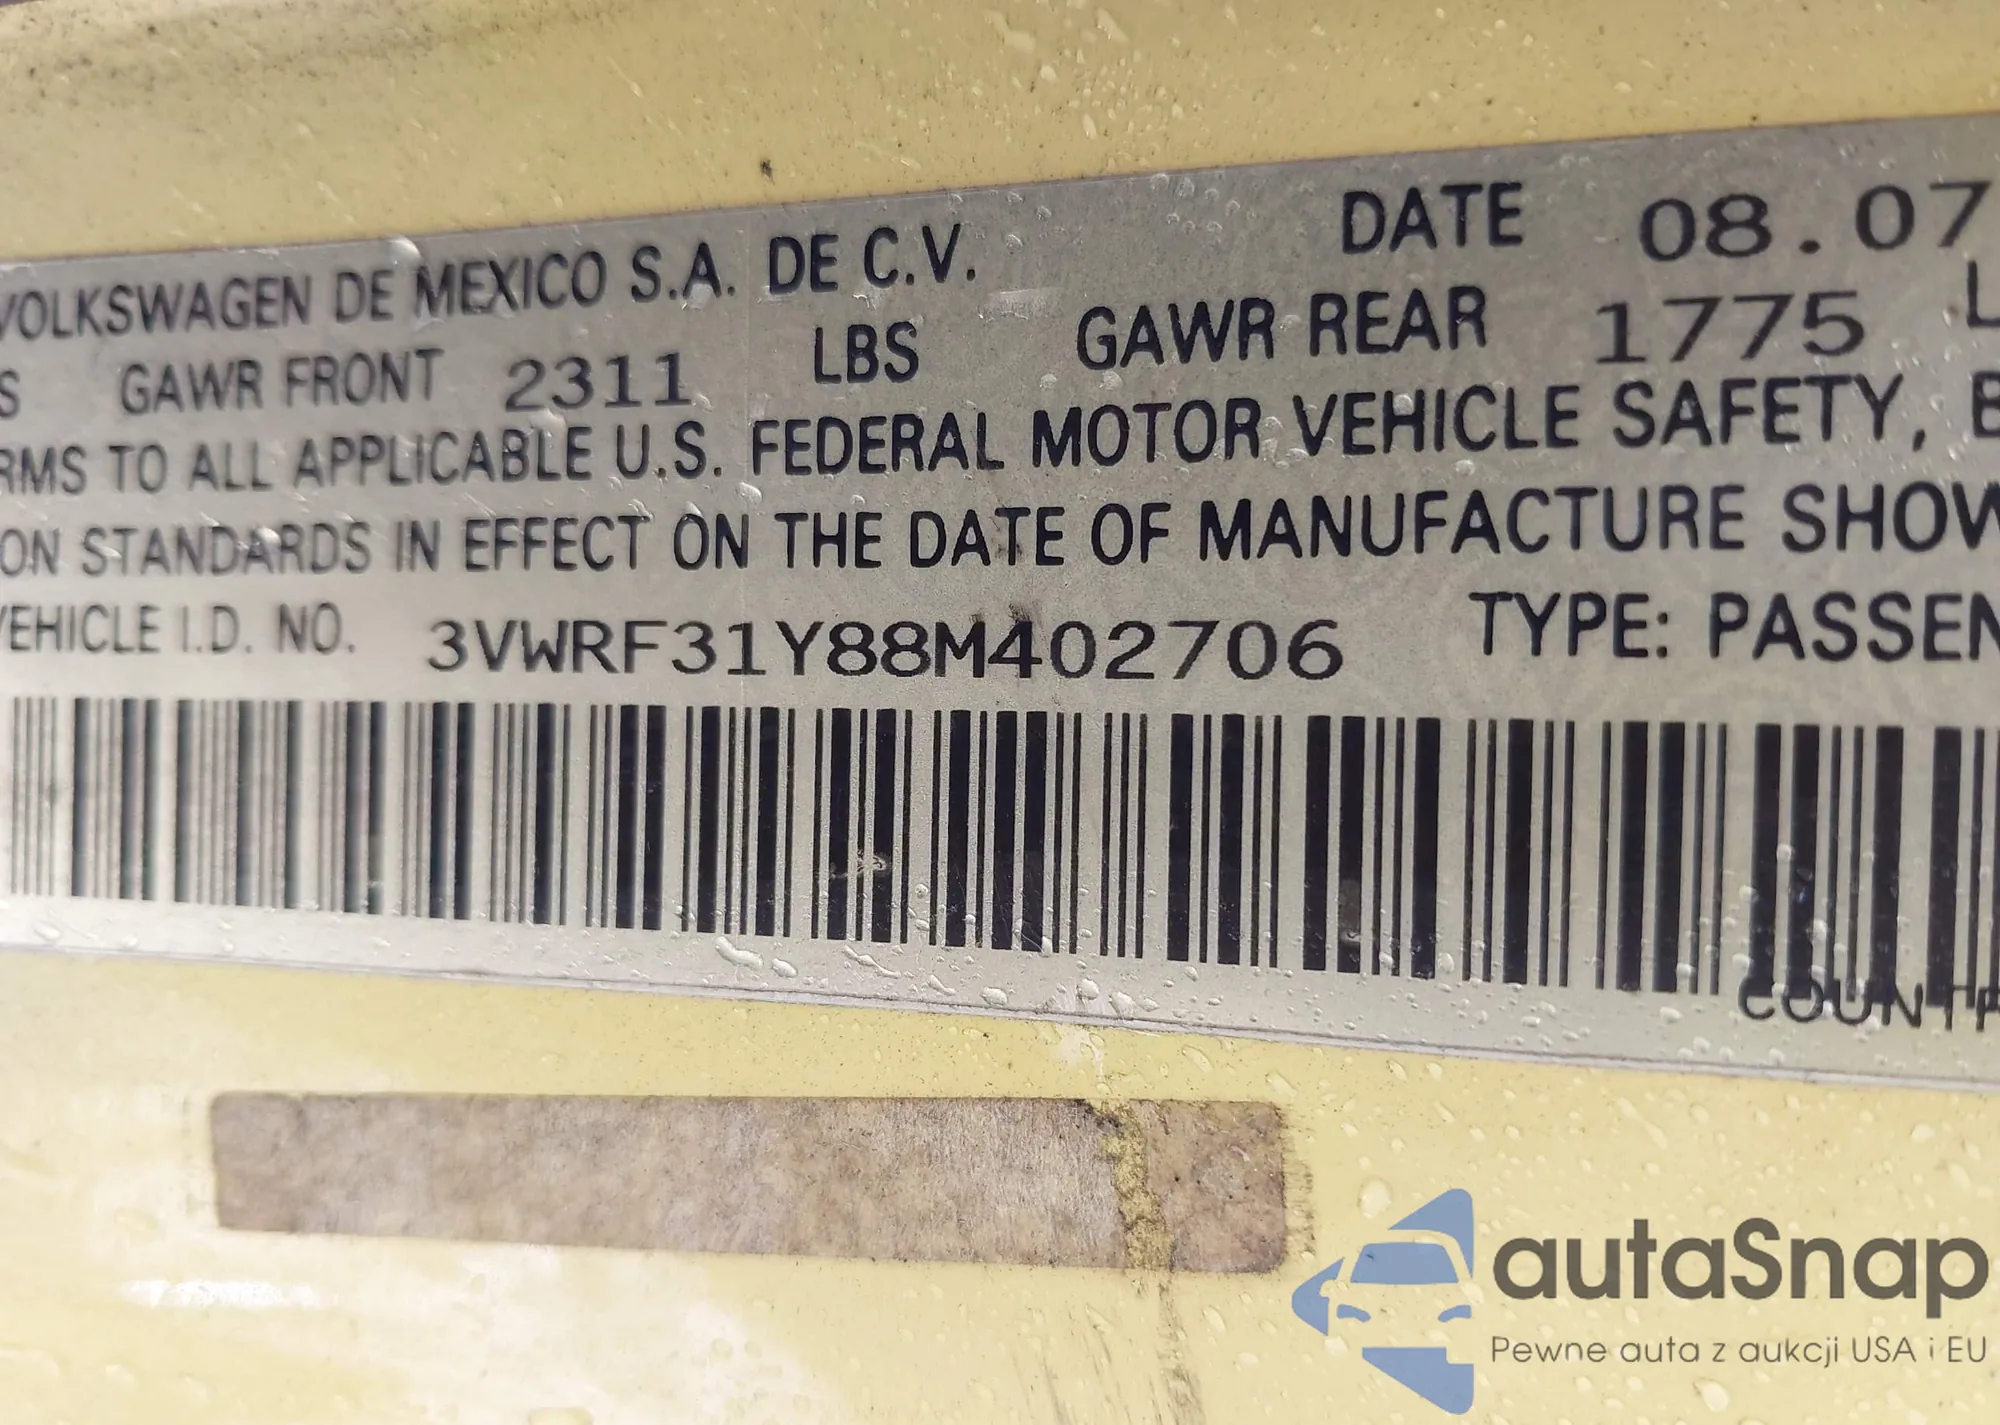 VOLKSWAGEN DE MEXICO S.A. DE C.V. DATE 08.07
S GAWR FRONT 2311 LBS GAWR REAR 1775 L
RMS TO ALL APPLICABLE U.S. FEDERAL MOTOR VEHICLE SAFETY, B
ON STANDARDS IN EFFECT ON THE DATE OF MANUFACTURE SHOW
VEHICLE I.D. NO. 3VWRF31Y88M402706 TYPE: PASSEN
COUNTR
autaSnap
Pewne auta z aukcji USA i EU